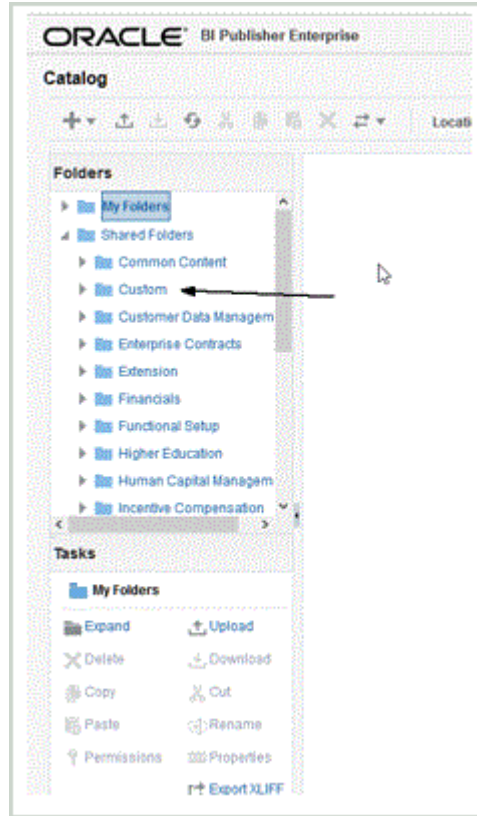 ORACLE BI Publisher Enterprise
Catalog
Locati
Folders
My Folders
Shared Folders
Common Content
Custom
Customer Data Managem
Enterprise Contracts
Extension
Financials
Functional Setup
Higher Education
Human Capital Managem
Incentive Compensation
Tasks
My Folders
Expand Upload
Delete Download
Copy Cut
Paste Rename
Permissions Properties
Export XLIFF